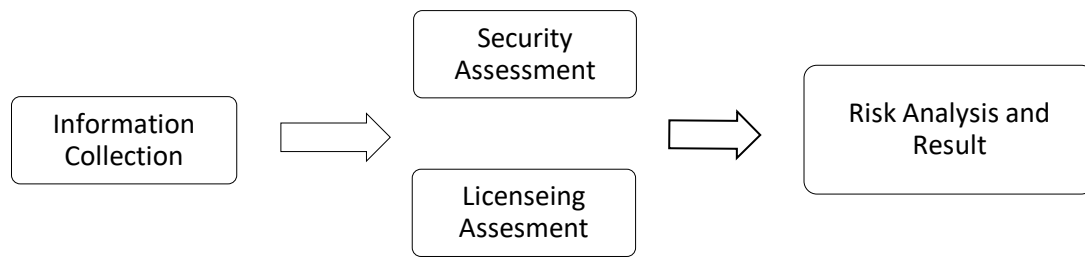 Information
Collection
Security
Assessment
Licenseing
Assesment
Risk Analysis and
Result